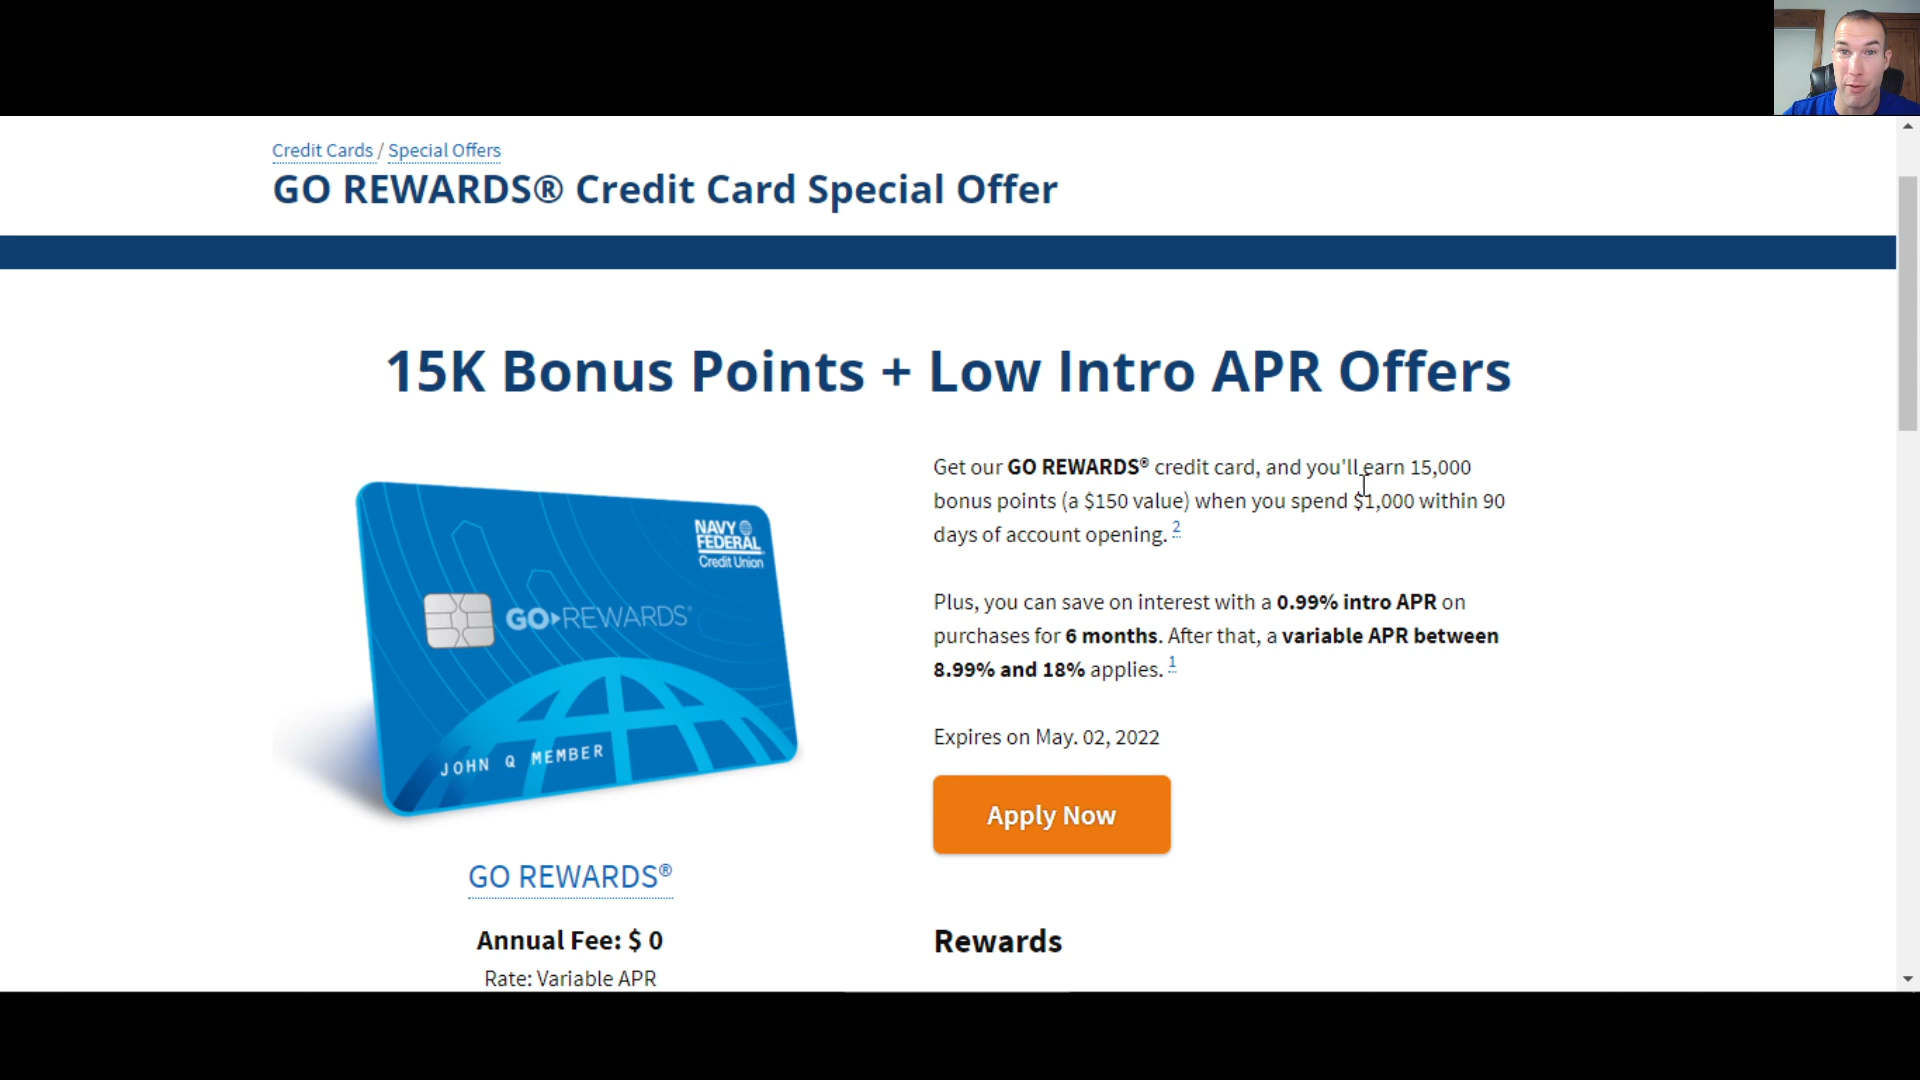 Credit Cards / Special Offers
GO REWARDS® Credit Card Special Offer
15K Bonus Points + Low Intro APR Offers
Get our GO REWARDS® credit card, and you'll earn 15,000
bonus points (a $150 value) when you spend $1,000 within 90
days of account opening. 2
Plus, you can save on interest with a 0.99% intro APR on
purchases for 6 months. After that, a variable APR between
8.99% and 18% applies. 1
Expires on May. 02, 2022
Apply Now
NAVY
FEDERAL
Credit Union
GO REWARDS®
JOHN Q MEMBER
GO REWARDS®
Annual Fee: $ 0
Rate: Variable APR
Rewards